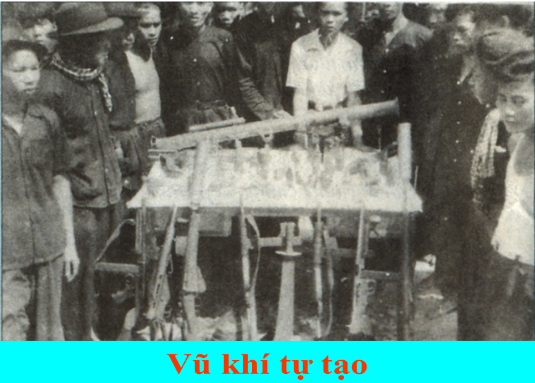 Vũ khí tự tạo